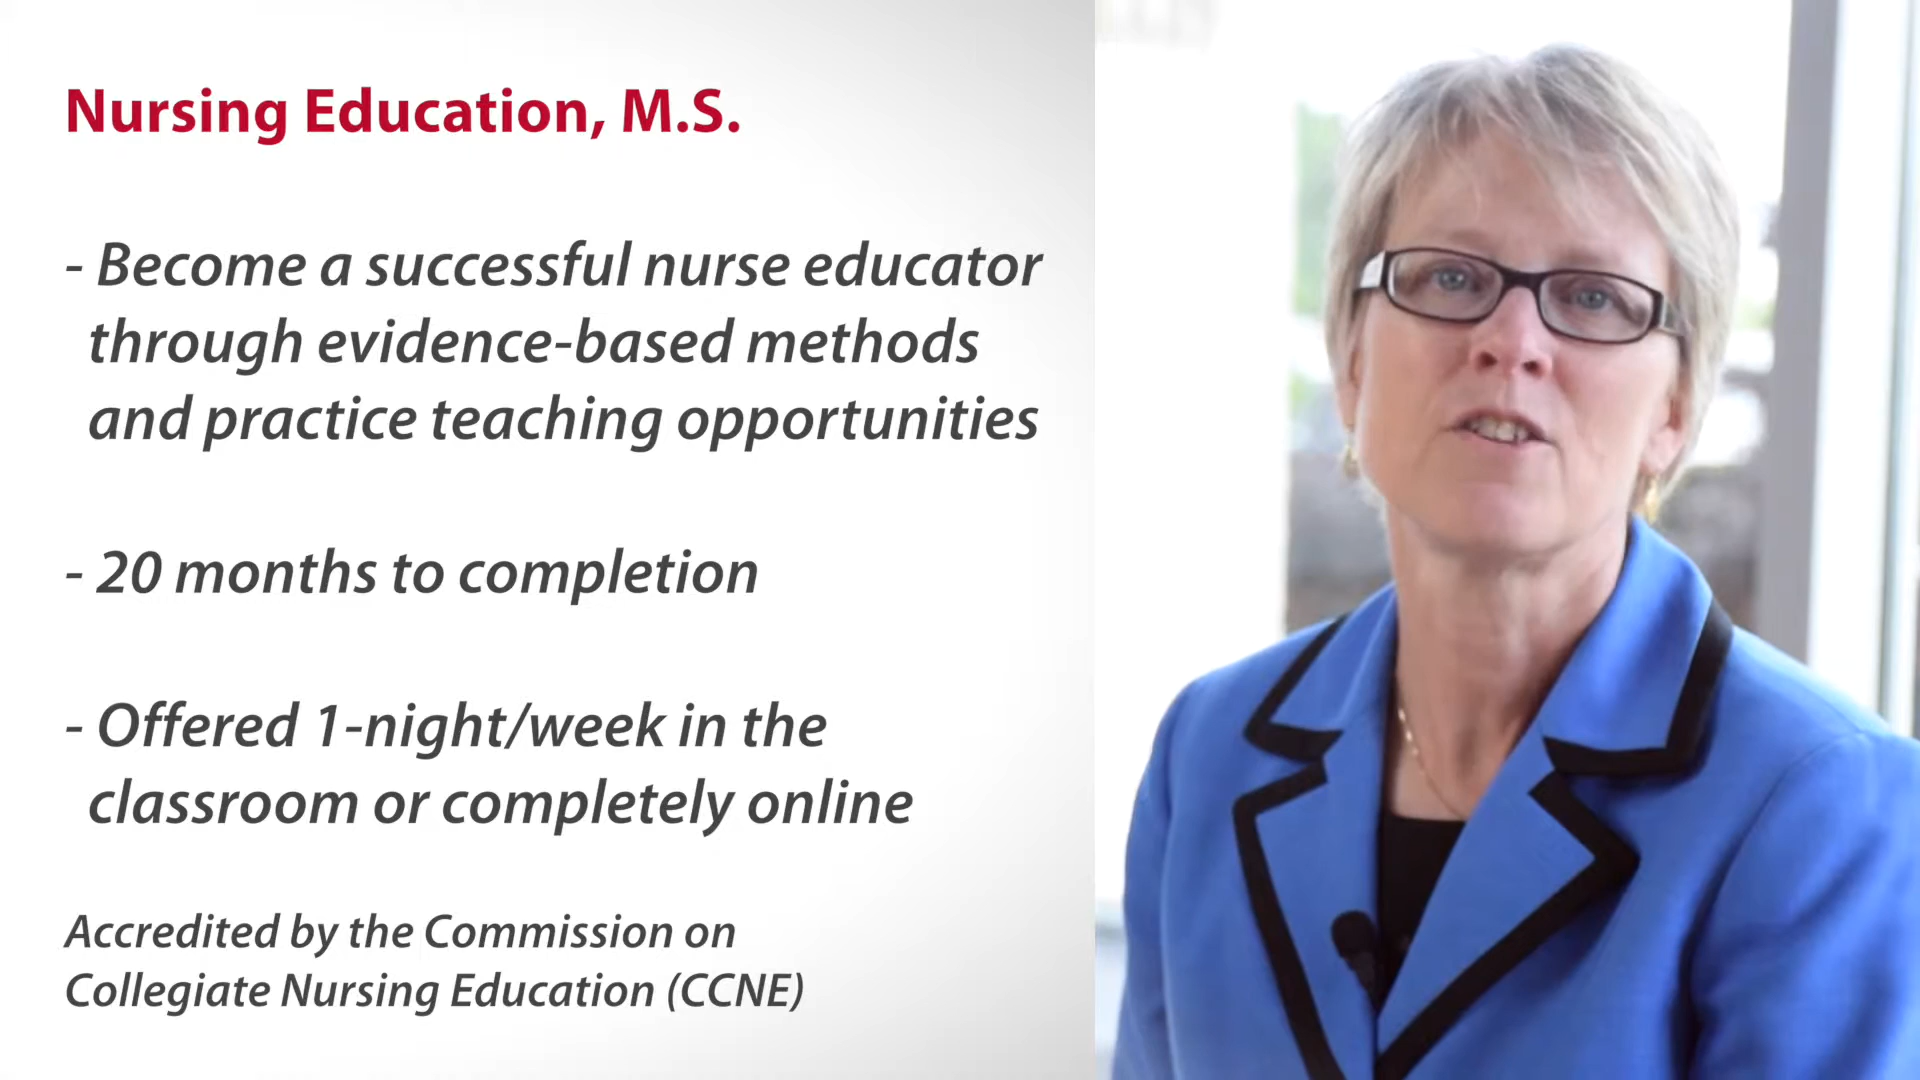 Nursing Education, M.S.
- Become a successful nurse educator
through evidence-based methods
and practice teaching opportunities
- 20 months to completion
- Offered 1-night/week in the
classroom or completely online
Accredited by the Commission on
Collegiate Nursing Education (CCNE)